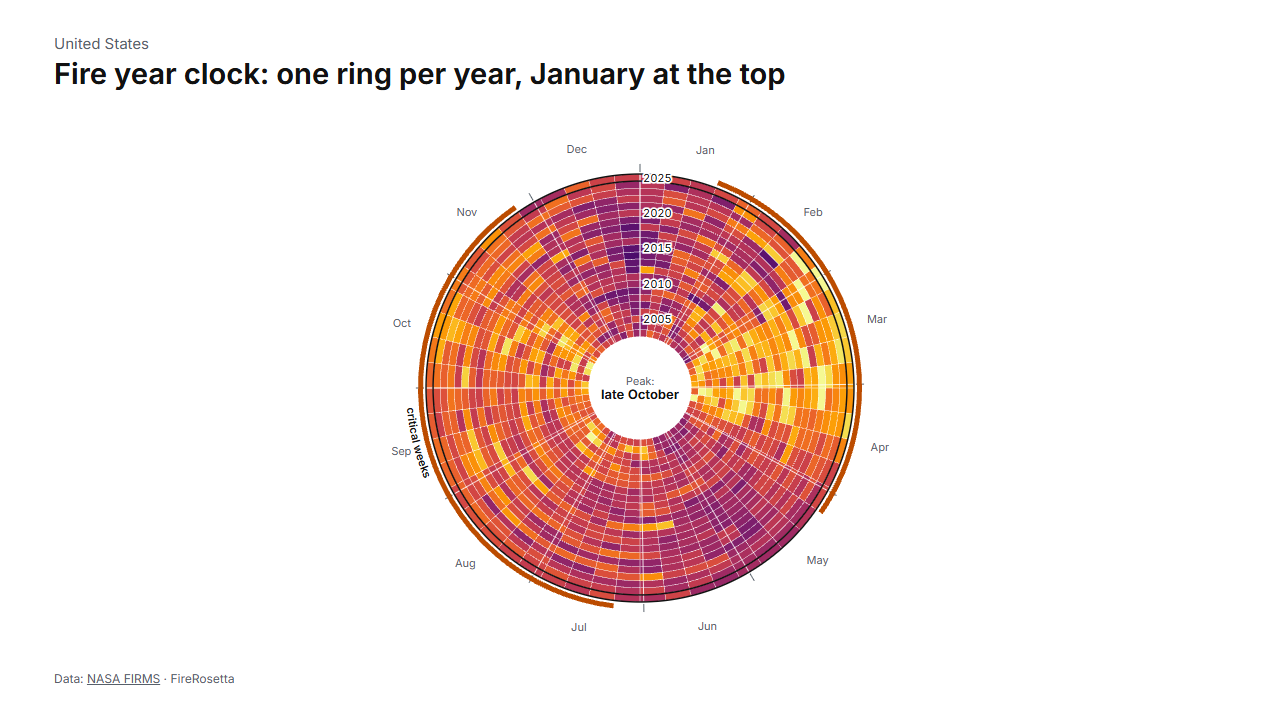 United States
Fire year clock: one ring per year, January at the top
Dec
Jan
2025
Nov
2020
Feb
2015
2010
Oct
2005
Mar
Peak:
late October
critical weeks
Sep
Apr
Aug
May
Jul
Jun
Data: NASA FIRMS · FireRosetta